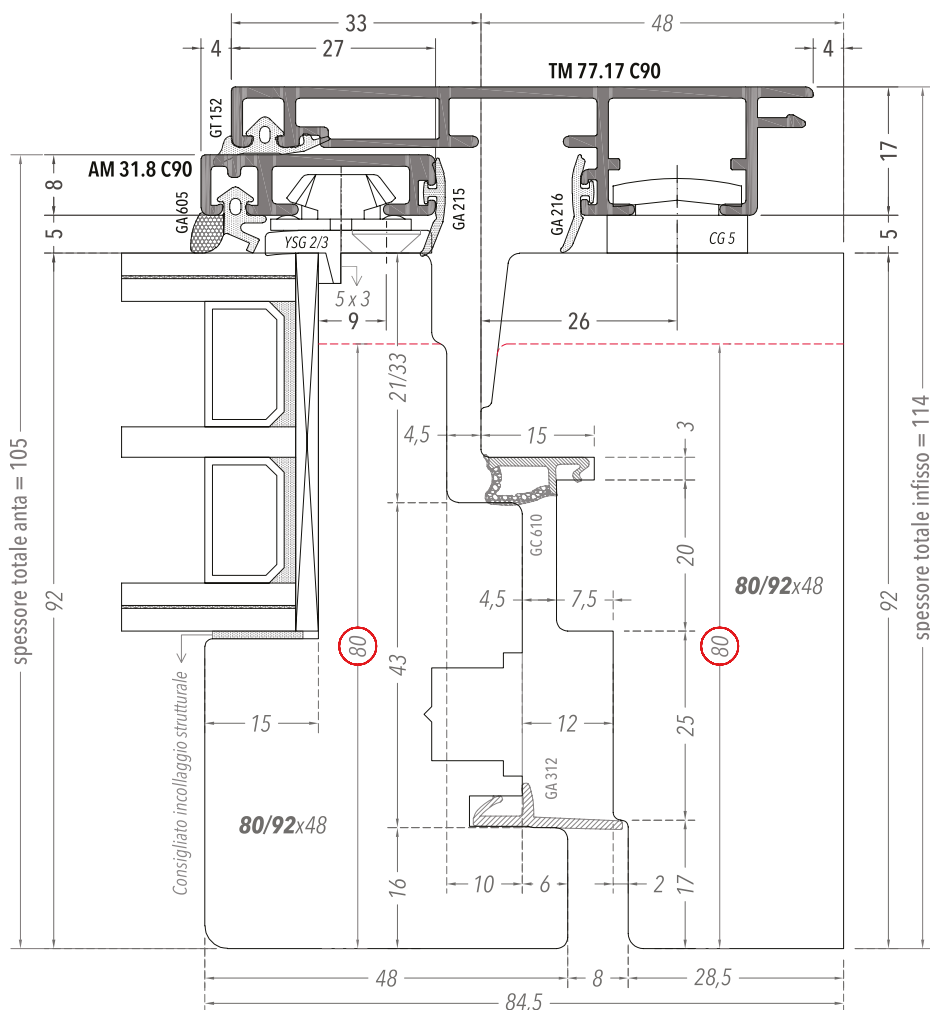 33
48
4
27
4
TM 77.17 C90
GT 152
AM 31.8 C90
8
17
GA 605
GA 215
GA 216
5
YSG 2/3
CG 5
5
5 x 3
9
26
21/33
4,5
15
3
spessore totale anta = 105
spessore totale infisso = 114
GC 610
20
92
4,5
7,5
80/92x48
92
80
80
43
Consigliato incollaggio strutturale
15
12
25
GA 312
80/92x48
16
10
6
2
17
48
8
28,5
84,5